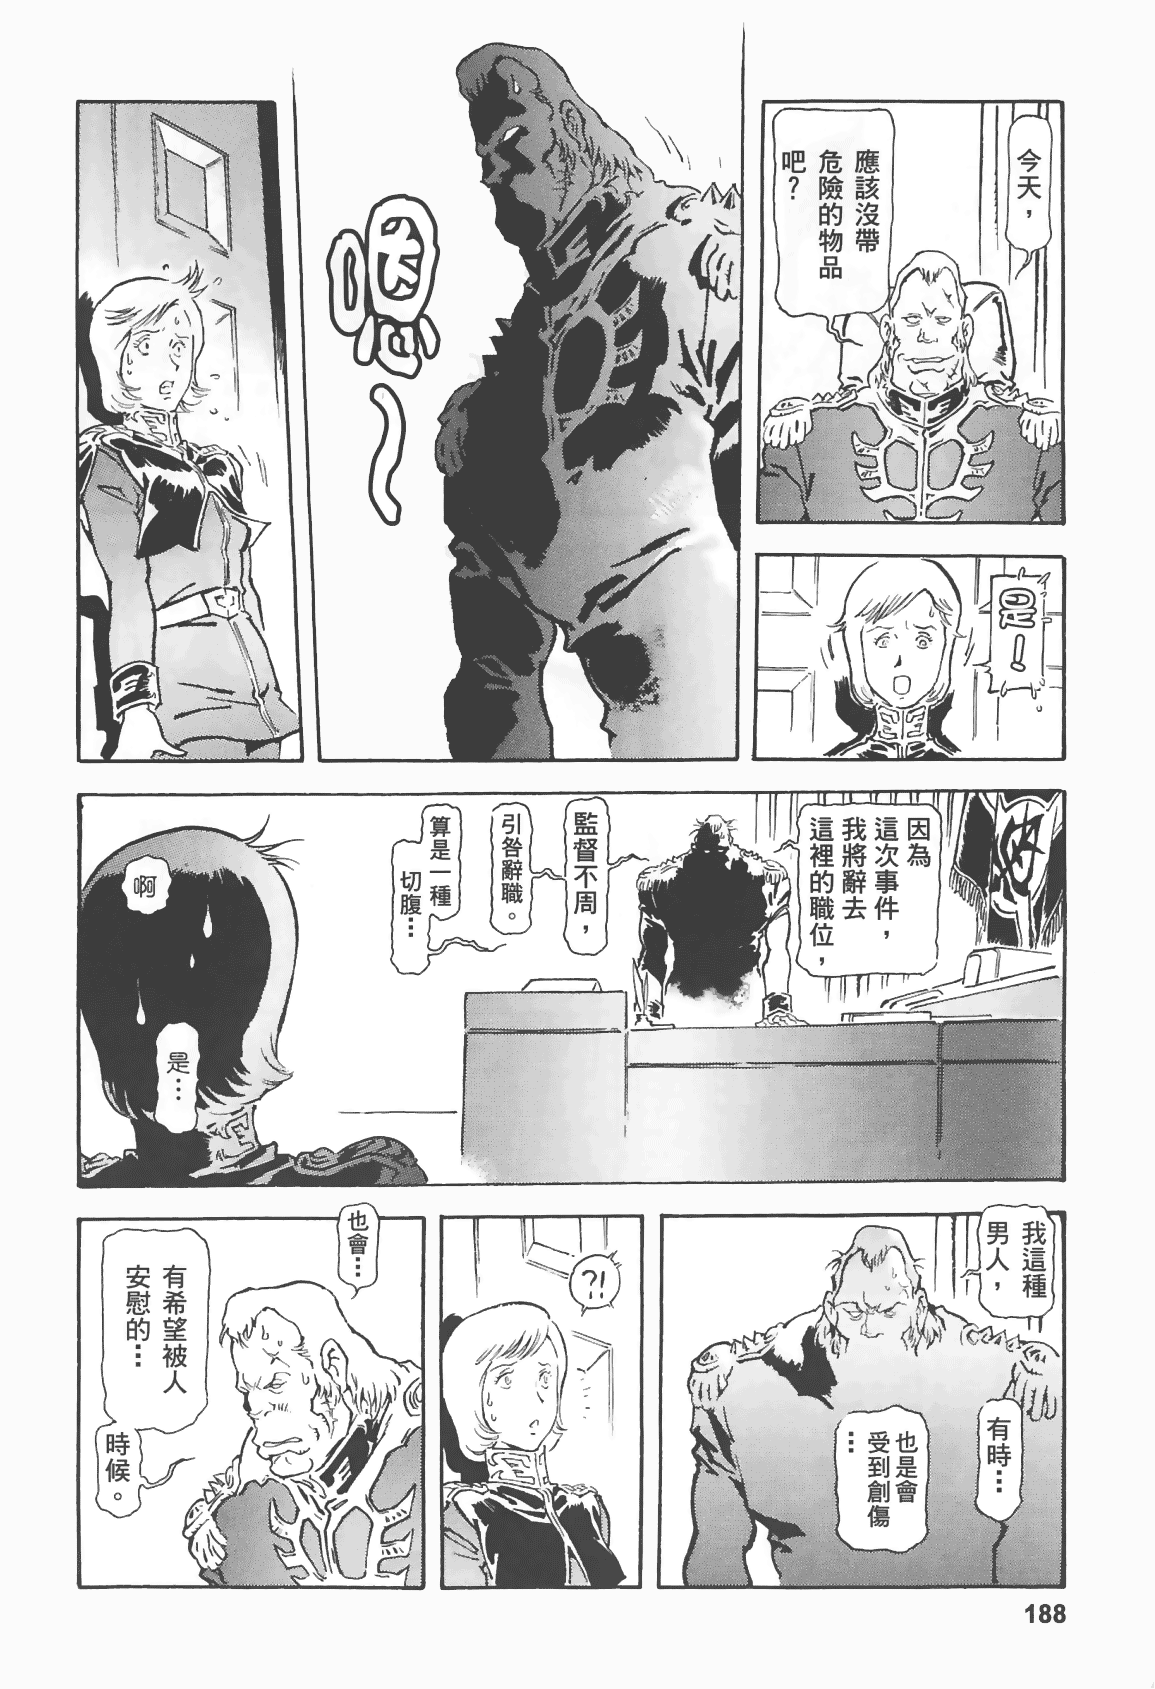 今天，
應該沒帶
危險的物品
吧？
是！
嗯～
因為
這次事件，
我將辭去
這裡的職位，
監督不周，
引咎辭職。
算是一種
切腹…
啊
是…
我這種
男人，
有時…
也是會
受到創傷
…
?!
也會…
有希望被人
安慰的…
時候。
188